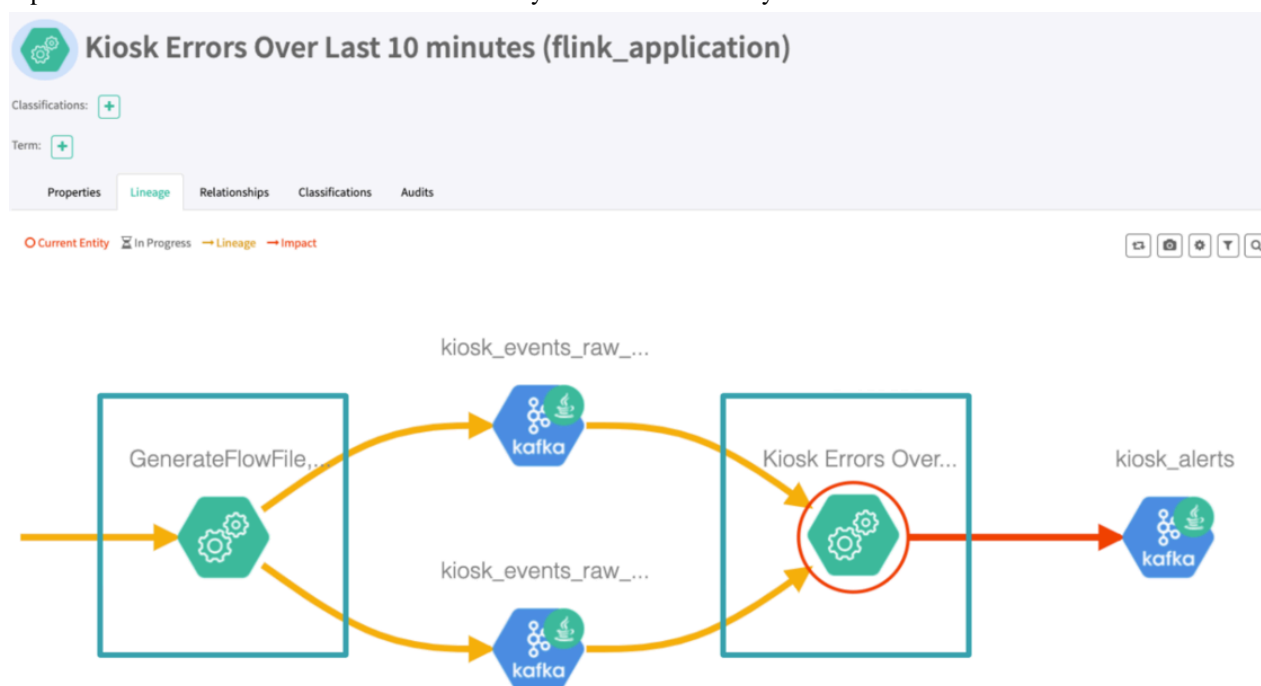 Kiosk Errors Over Last 10 minutes (flink_application)
Classifications: +
Term: +
Properties Lineage Relationships Classifications Audits
Current Entity In Progress Lineage Impact
kiosk_events_raw_...
kafka
GenerateFlowFile,...
Kiosk Errors Over...
kiosk_alerts
kafka
kiosk_events_raw_...
kafka